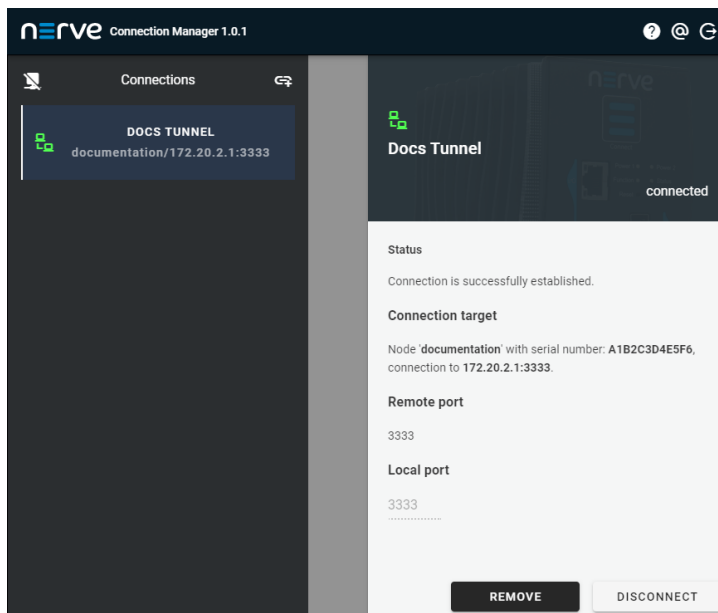 nerve Connection Manager 1.0.1
Connections
DOCS TUNNEL
documentation/172.20.2.1:3333
nerve
Docs Tunnel
connected
Status
Connection is successfully established.
Connection target
Node 'documentation' with serial number: A1B2C3D4E5F6,
connection to 172.20.2.1:3333.
Remote port
3333
Local port
3333
REMOVE
DISCONNECT